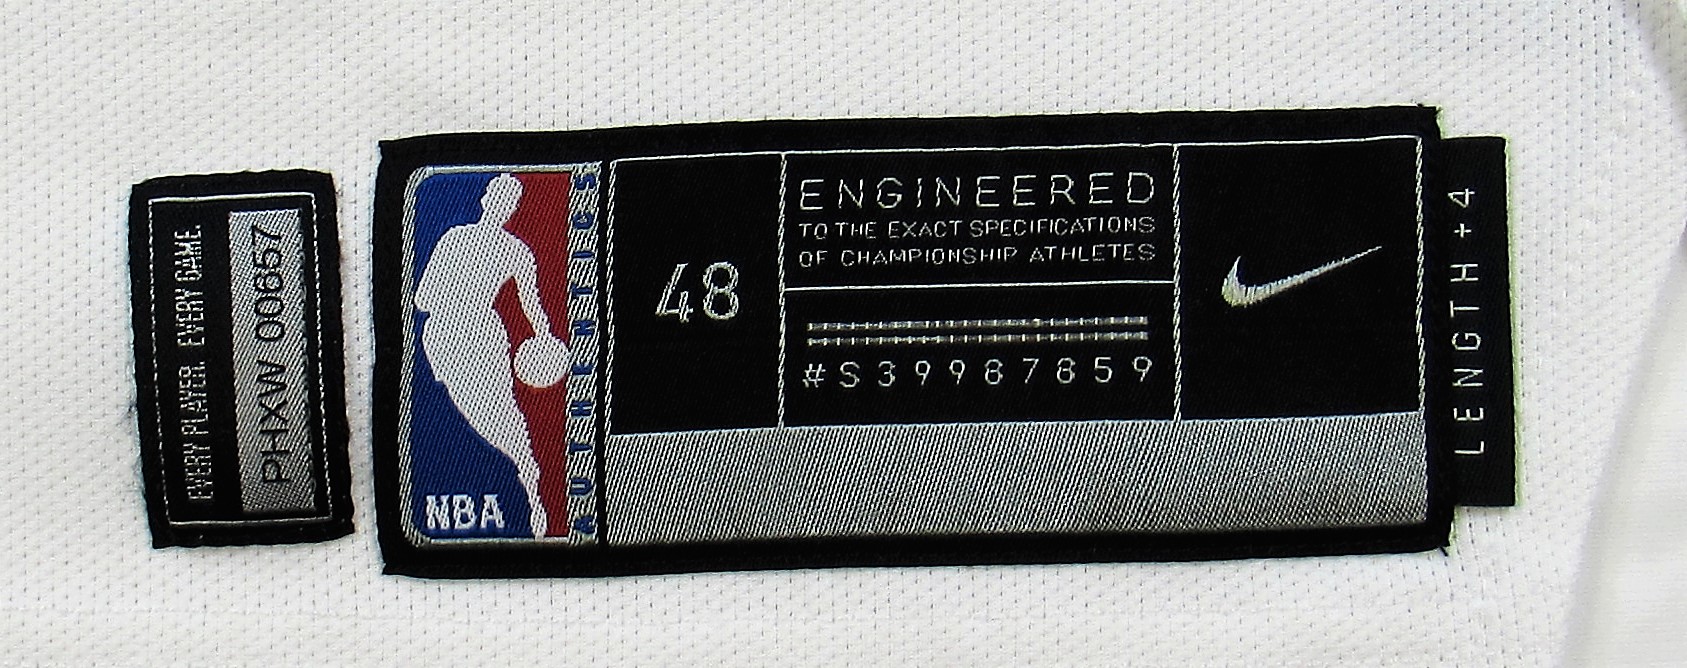 EVERY PLAYER. EVERY GAME.
PHXW 00857
NBA
AUTHENTICS
48
ENGINEERED
TO THE EXACT SPECIFICATIONS
OF CHAMPIONSHIP ATHLETES
#S39987859
LENGTH +4